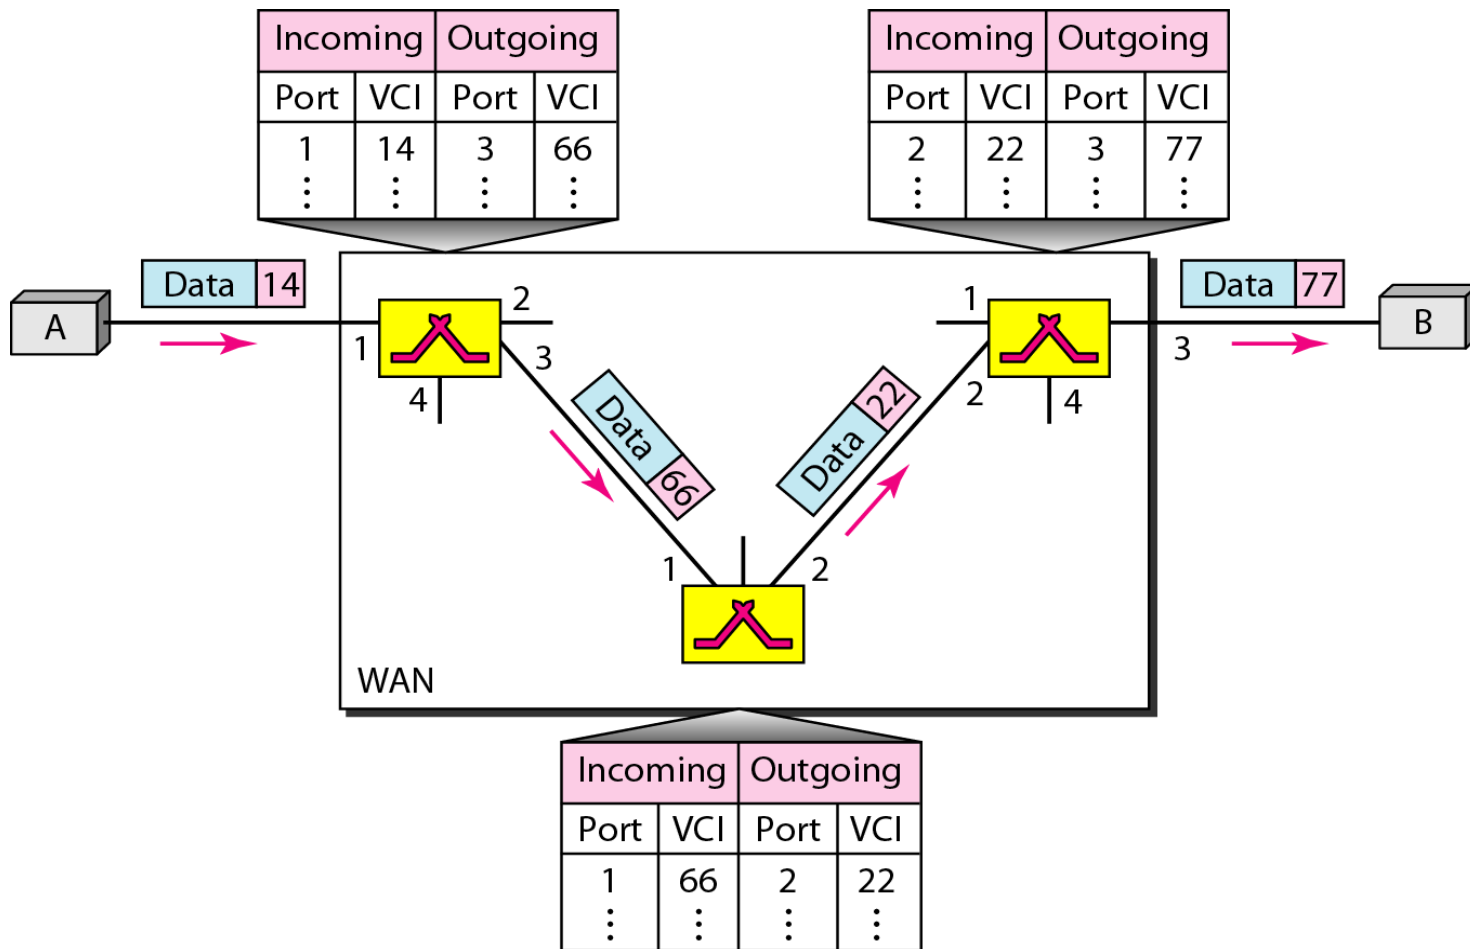 Incoming Outgoing
Port VCI Port VCI
1 14 3 66
⋮ ⋮ ⋮ ⋮
Incoming Outgoing
Port VCI Port VCI
2 22 3 77
⋮ ⋮ ⋮ ⋮
Data 14
A
1
2
3
4
Data 66
1
2
Data 22
1
2
3
4
Data 77
B
WAN
Incoming Outgoing
Port VCI Port VCI
1 66 2 22
⋮ ⋮ ⋮ ⋮